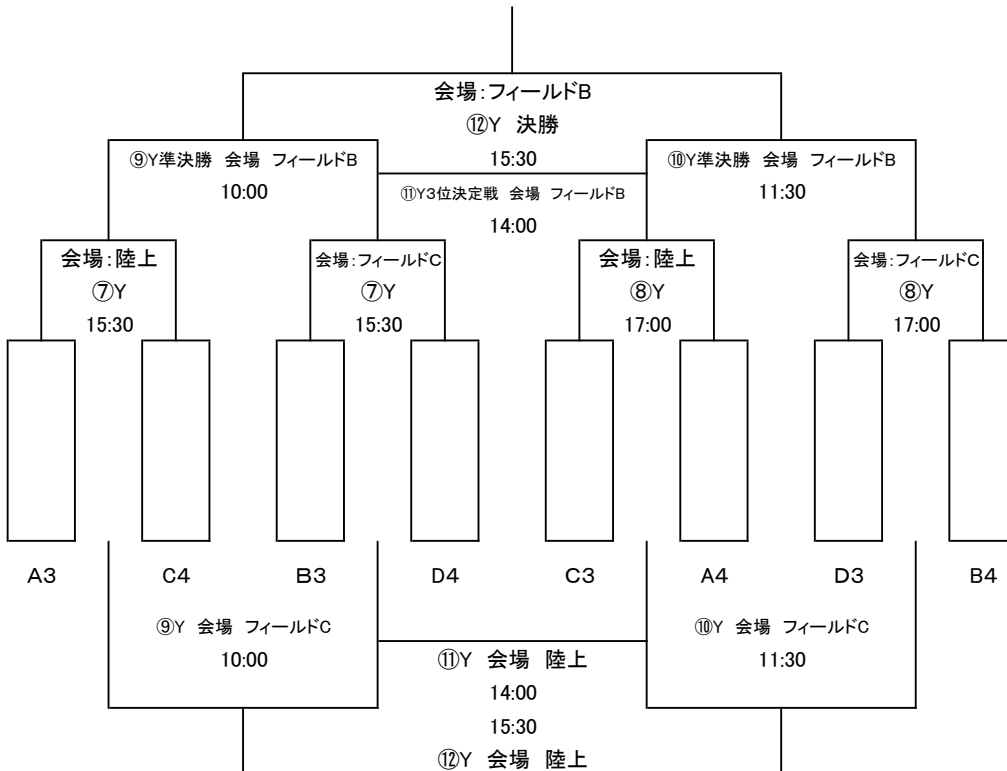 会場:フィールドB
⑫Y 決勝
15:30
⑨Y準決勝 会場 フィールドB
10:00
⑩Y準決勝 会場 フィールドB
11:30
⑪Y3位決定戦 会場 フィールドB
14:00
会場:陸上
⑦Y
15:30
会場:フィールドC
⑦Y
15:30
会場:陸上
⑧Y
17:00
会場:フィールドC
⑧Y
17:00
A3
C4
B3
D4
C3
A4
D3
B4
⑨Y 会場 フィールドC
10:00
⑩Y 会場 フィールドC
11:30
⑪Y 会場 陸上
14:00
15:30
⑫Y 会場 陸上